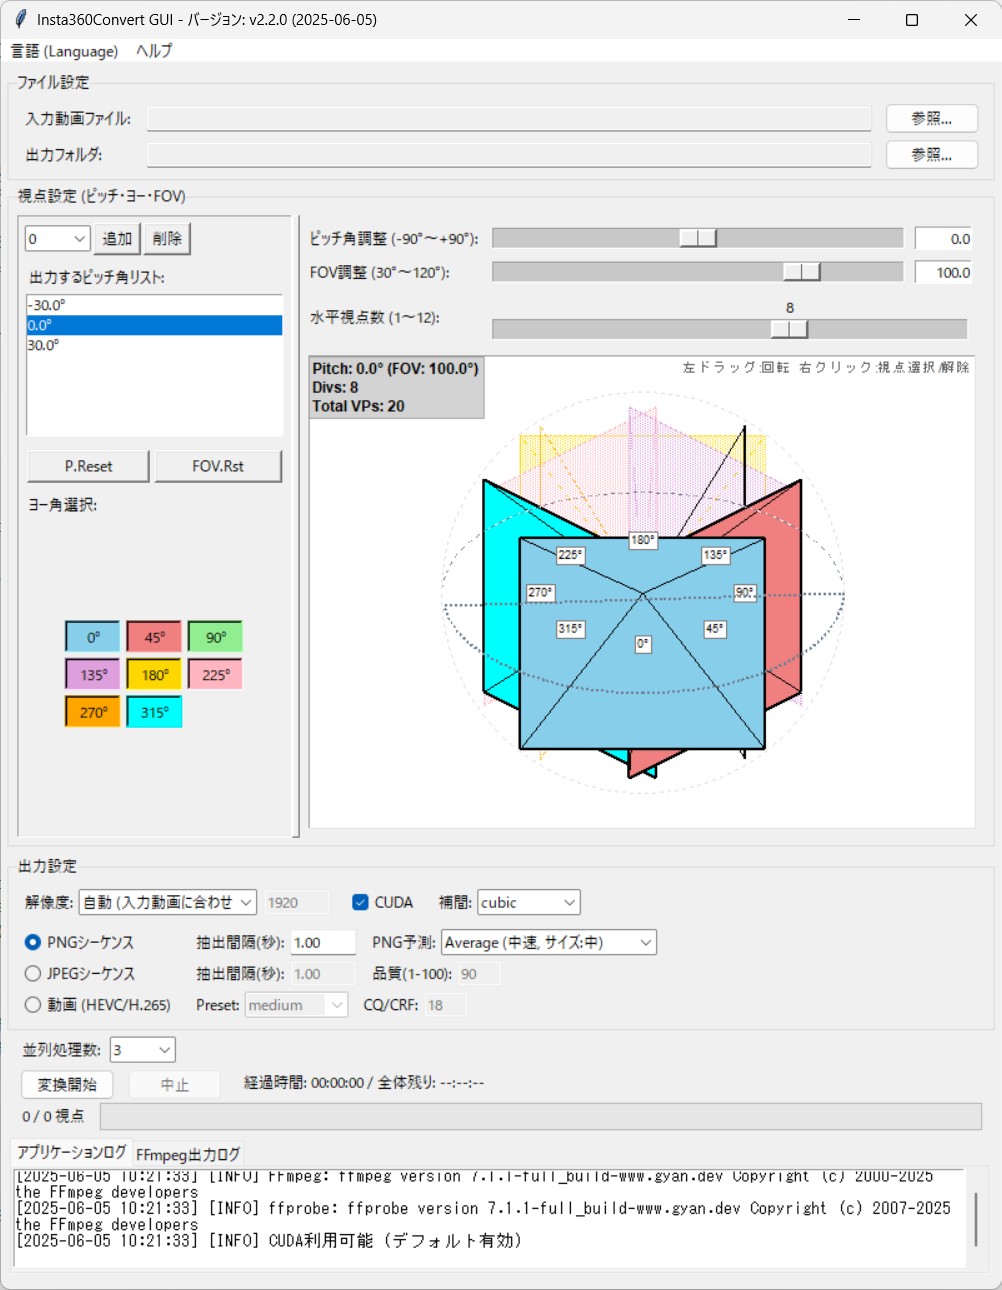 Insta360Convert GUI - バージョン: v2.2.0 (2025-06-05)
言語 (Language) ヘルプ
ファイル設定
入力動画ファイル:
参照...
出力フォルダ:
参照...
視点設定 (ピッチ・ヨー・FOV)
0 追加 削除
出力するピッチ角リスト:
-30.0°
0.0°
30.0°
P.Reset FOV.Rst
ヨー角選択:
0° 45° 90°
135° 180° 225°
270° 315°
ピッチ角調整 (-90°～+90°): 0.0
FOV調整 (30°～120°): 100.0
8
水平視点数 (1～12):
Pitch: 0.0° (FOV: 100.0°)
Divs: 8
Total VPs: 20
左ドラッグ:回転 右クリック:視点選択/解除
180°
225° 135°
270° 90°
315° 45°
0°
出力設定
解像度: 自動 (入力動画に合わせ 1920 CUDA 補間: cubic
PNGシーケンス 抽出間隔(秒): 1.00 PNG予測: Average (中速, サイズ:中)
JPEGシーケンス 抽出間隔(秒): 1.00 品質(1-100): 90
動画 (HEVC/H.265) Preset: medium CQ/CRF: 18
並列処理数: 3
変換開始 中止 経過時間: 00:00:00 / 全体残り: --:--:--
0 / 0 視点
アプリケーションログ FFmpeg出力ログ
[2025-06-05 10:21:33] [INFO] FFmpeg: ffmpeg version 7.1.1-full_build-www.gyan.dev Copyright (c) 2000-2025
the FFmpeg developers
[2025-06-05 10:21:33] [INFO] ffprobe: ffprobe version 7.1.1-full_build-www.gyan.dev Copyright (c) 2007-2025
the FFmpeg developers
[2025-06-05 10:21:33] [INFO] CUDA利用可能 (デフォルト有効)